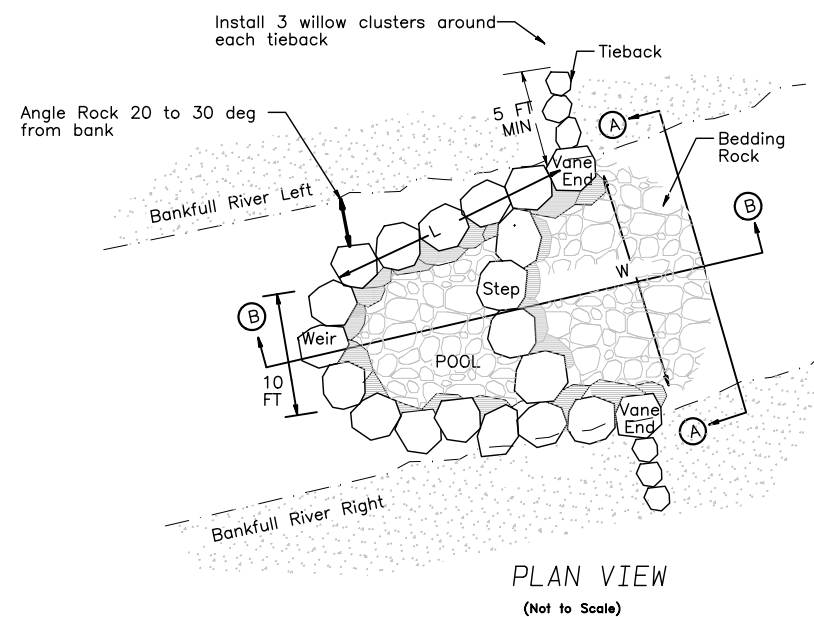 Install 3 willow clusters around
each tieback
Tieback
Angle Rock 20 to 30 deg
from bank
5 FT
MIN
A
Bedding
Rock
Vane
End
Bankfull River Left
B
L
W
Step
B
Weir
POOL
10
FT
Vane
End
A
Bankfull River Right
PLAN VIEW
(Not to Scale)